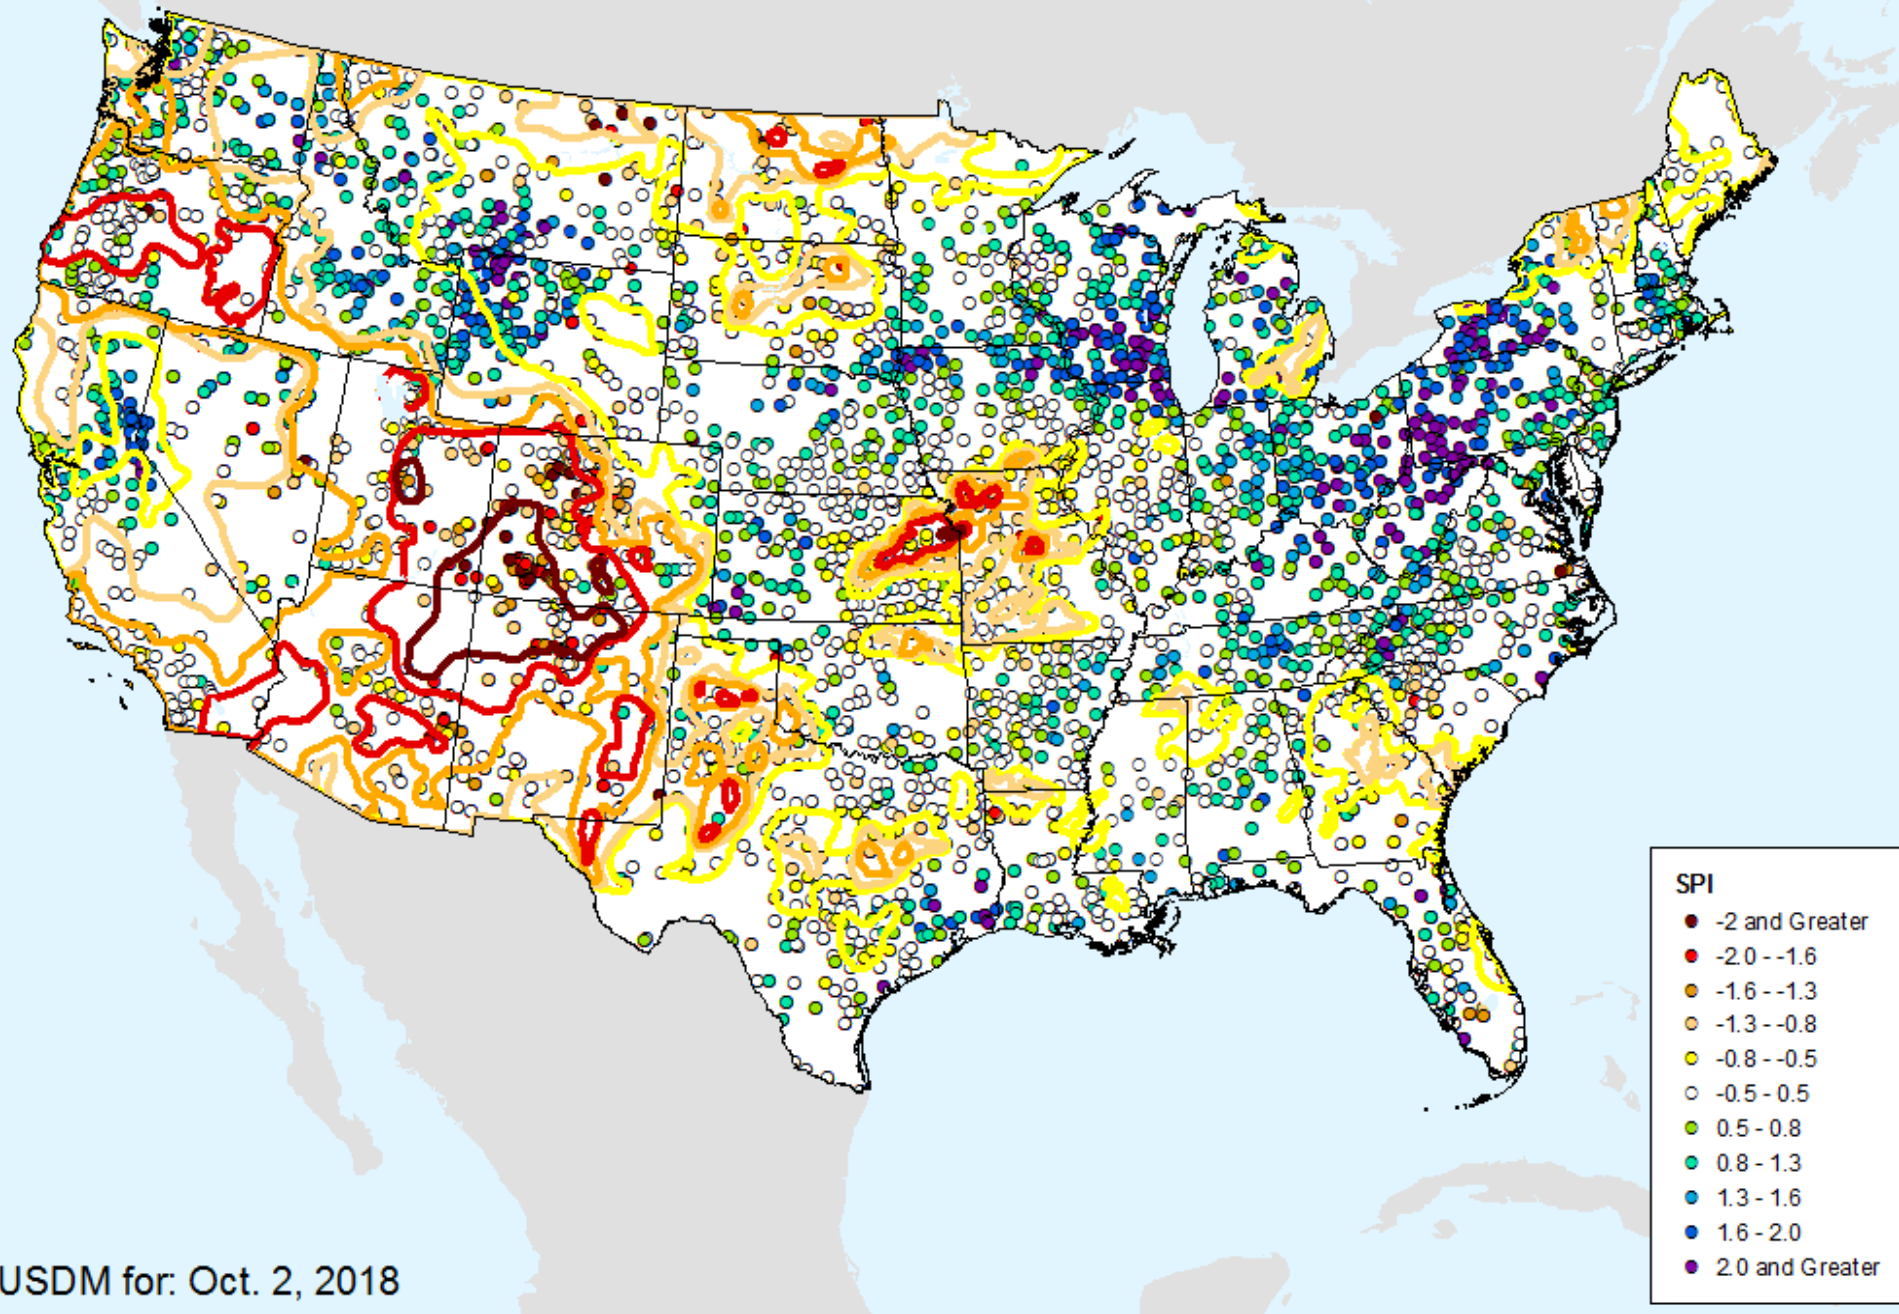 SPI
-2 and Greater
-2.0 - -1.6
-1.6 - -1.3
-1.3 - -0.8
-0.8 - -0.5
-0.5 - 0.5
0.5 - 0.8
0.8 - 1.3
1.3 - 1.6
1.6 - 2.0
2.0 and Greater
USDM for: Oct. 2, 2018